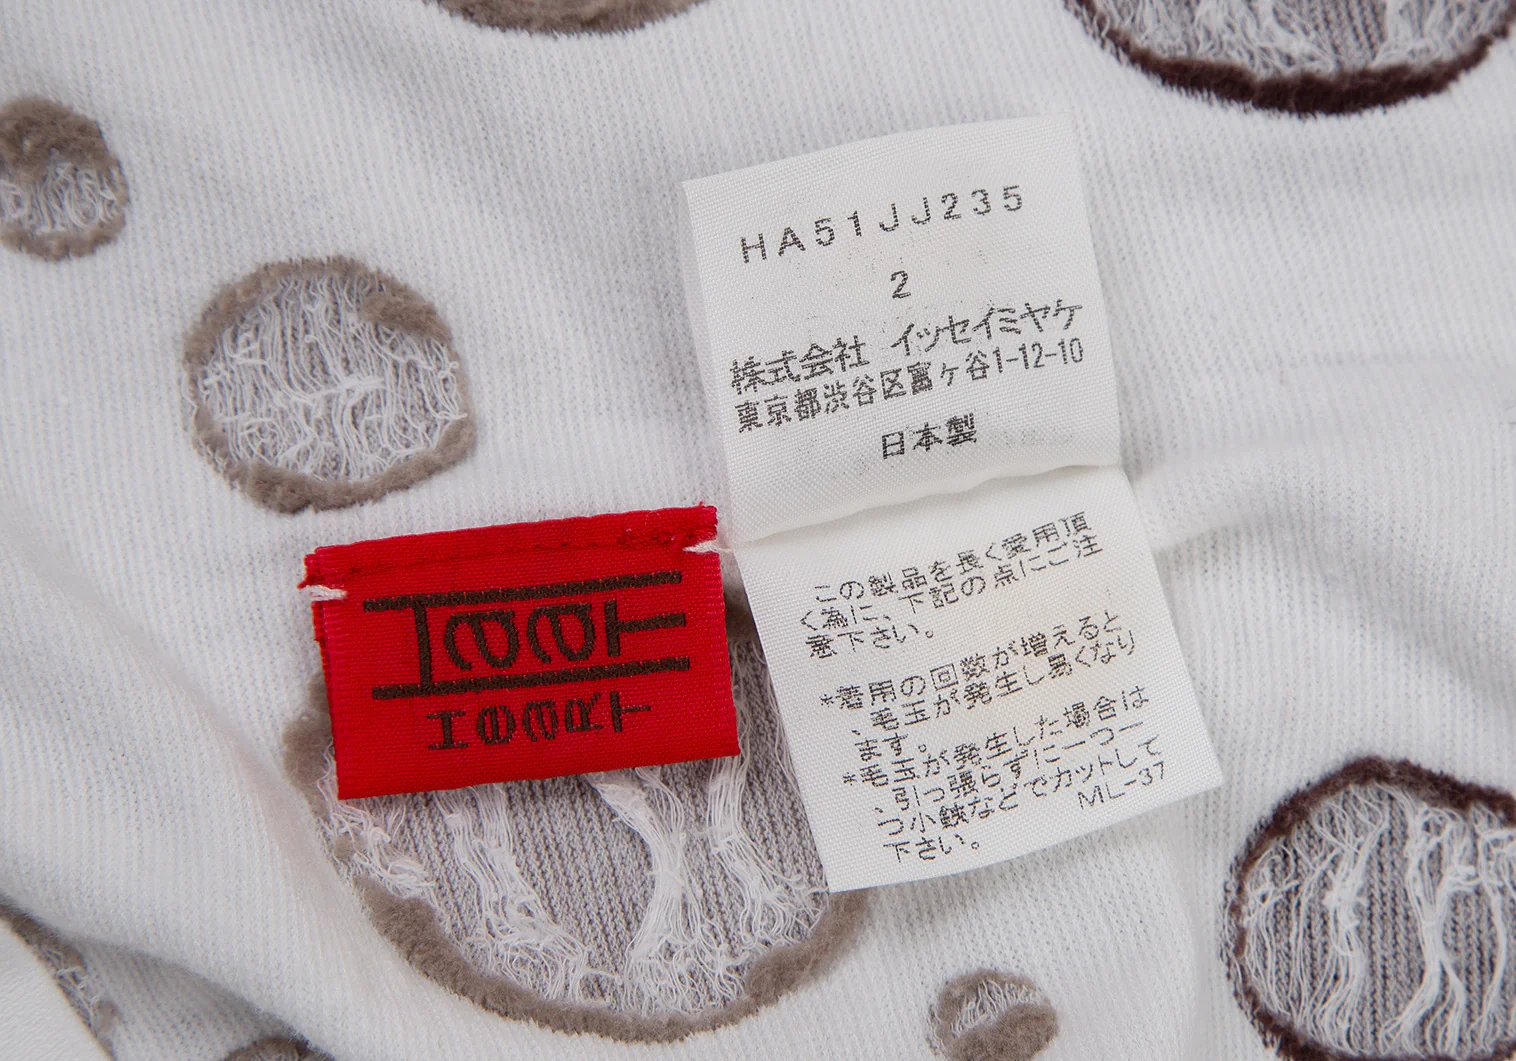 HA51JJ235
2
株式会社 イッセイミヤケ
東京都渋谷区富ヶ谷1-12-10
日本製
HaaT
HeaRT
この製品を長く愛用頂
く為に、下記の点にご注
意下さい。
*着用の回数が増えると
、毛玉が発生し易くなり
ます。
*毛玉が発生した場合は
、引っ張らずに一つ一
つ小鋏などでカットして
下さい。
ML-37